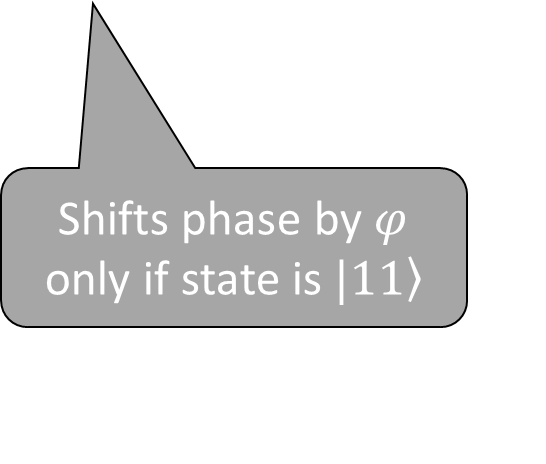 Shifts phase by 𝜑
only if state is |11⟩